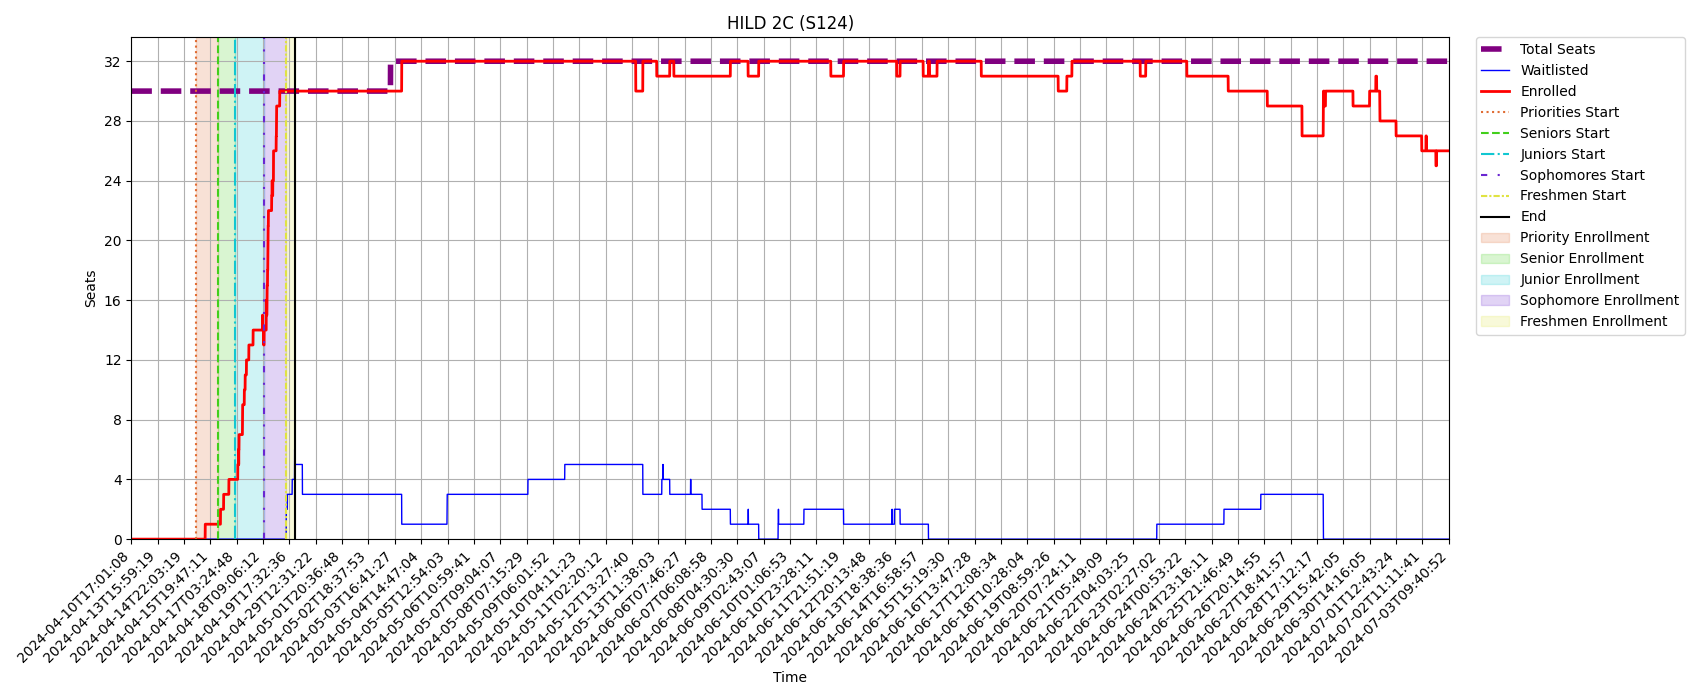 HILD 2C (S124)
Seats
32
28
24
20
16
12
8
4
0
2024-04-10T17:01:08
2024-04-13T15:59:19
2024-04-14T22:03:19
2024-04-15T19:47:11
2024-04-17T03:24:48
2024-04-18T09:06:12
2024-04-19T17:32:36
2024-04-29T12:31:22
2024-05-01T20:36:48
2024-05-02T18:37:53
2024-05-03T16:41:27
2024-05-04T14:47:04
2024-05-05T12:54:03
2024-05-06T10:59:41
2024-05-07T09:04:07
2024-05-08T07:15:29
2024-05-09T06:01:52
2024-05-10T04:11:23
2024-05-11T02:20:12
2024-05-12T13:27:40
2024-05-13T11:38:03
2024-06-06T07:46:27
2024-06-07T06:08:58
2024-06-08T04:30:30
2024-06-09T02:43:07
2024-06-10T01:06:53
2024-06-10T23:28:11
2024-06-11T21:51:19
2024-06-12T20:13:48
2024-06-13T18:38:36
2024-06-14T16:58:57
2024-06-15T15:19:30
2024-06-16T13:47:28
2024-06-17T12:08:34
2024-06-18T10:28:04
2024-06-19T08:59:26
2024-06-20T07:24:11
2024-06-21T05:49:09
2024-06-22T04:03:25
2024-06-23T02:27:02
2024-06-24T00:53:22
2024-06-24T23:18:11
2024-06-25T21:46:49
2024-06-26T20:14:55
2024-06-27T18:41:57
2024-06-28T17:12:17
2024-06-29T15:42:05
2024-06-30T14:16:05
2024-07-01T12:43:24
2024-07-02T11:11:41
2024-07-03T09:40:52
Time
Total Seats
Waitlisted
Enrolled
Priorities Start
Seniors Start
Juniors Start
Sophomores Start
Freshmen Start
End
Priority Enrollment
Senior Enrollment
Junior Enrollment
Sophomore Enrollment
Freshmen Enrollment